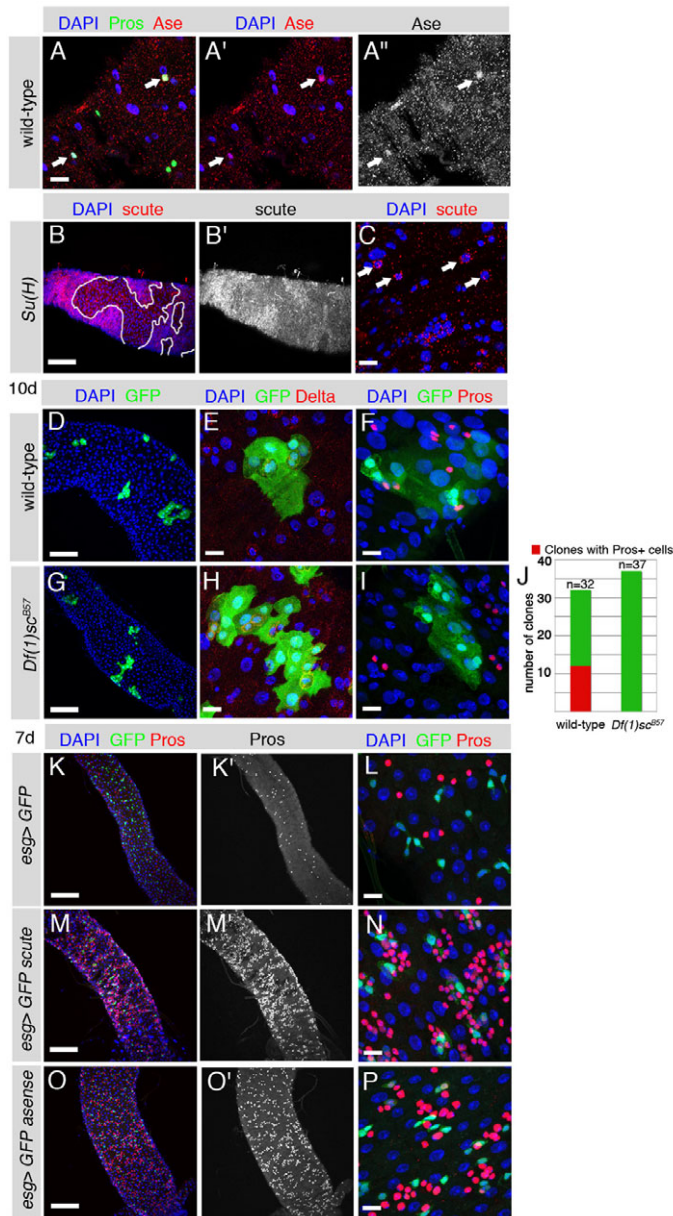 DAPI Pros Ase
DAPI Ase
Ase
wild-type
A
A'
A"
DAPI scute
scute
DAPI scute
Su(H)
B
B'
C
10d
DAPI GFP
DAPI GFP Delta
DAPI GFP Pros
wild-type
D
E
F
Df(1)sc^B57
G
H
I
J
Clones with Pros+ cells
number of clones
40
30
20
10
n=32
n=37
wild-type
Df(1)sc^B57
7d
DAPI GFP Pros
Pros
DAPI GFP Pros
esg> GFP
K
K'
L
esg> GFP scute
M
M'
N
esg> GFP asense
O
O'
P